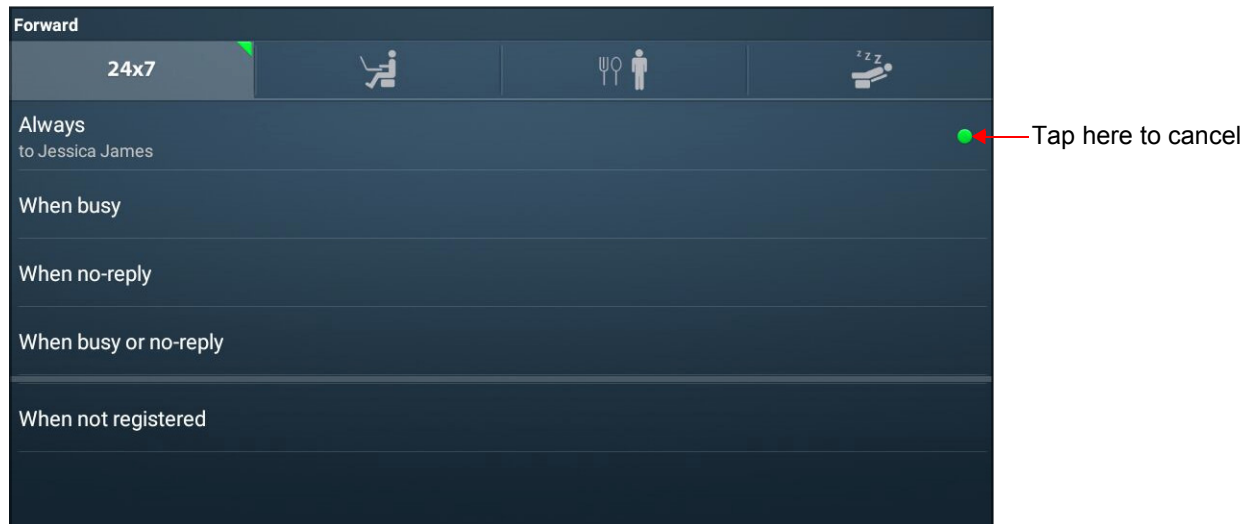 Forward
24x7
z z z
Always
to Jessica James
Tap here to cancel
When busy
When no-reply
When busy or no-reply
When not registered